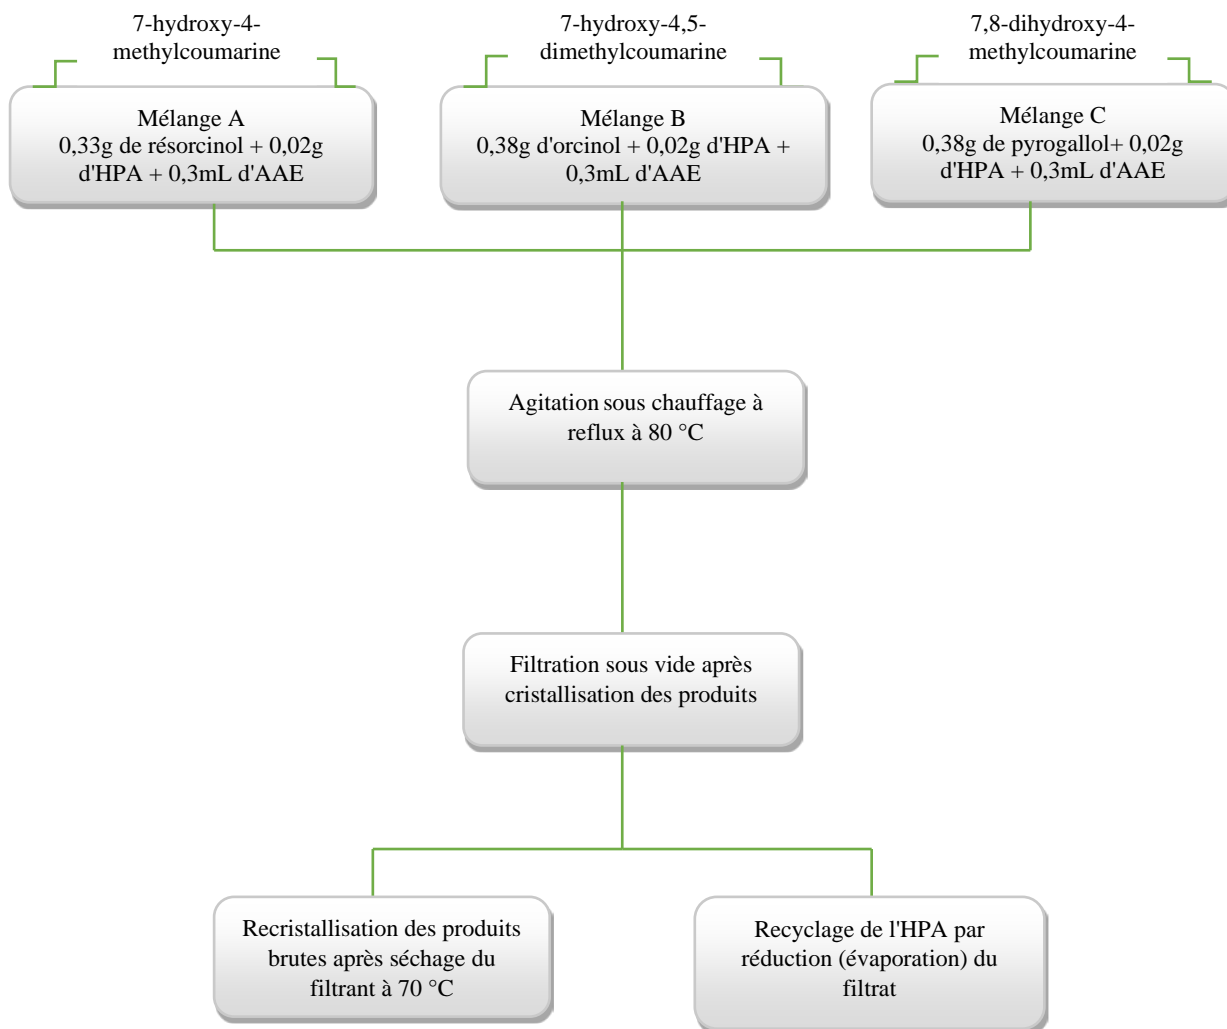 7-hydroxy-4-
methylcoumarine
7-hydroxy-4,5-
dimethylcoumarine
7,8-dihydroxy-4-
methylcoumarine
Mélange A
0,33g de résorcinol + 0,02g
d'HPA + 0,3mL d'AAE
Mélange B
0,38g d'orcinol + 0,02g d'HPA +
0,3mL d'AAE
Mélange C
0,38g de pyrogallol+ 0,02g
d'HPA + 0,3mL d'AAE
Agitation sous chauffage à
reflux à 80 °C
Filtration sous vide après
cristallisation des produits
Recristallisation des produits
brutes après séchage du
filtrant à 70 °C
Recyclage de l'HPA par
réduction (évaporation) du
filtrat